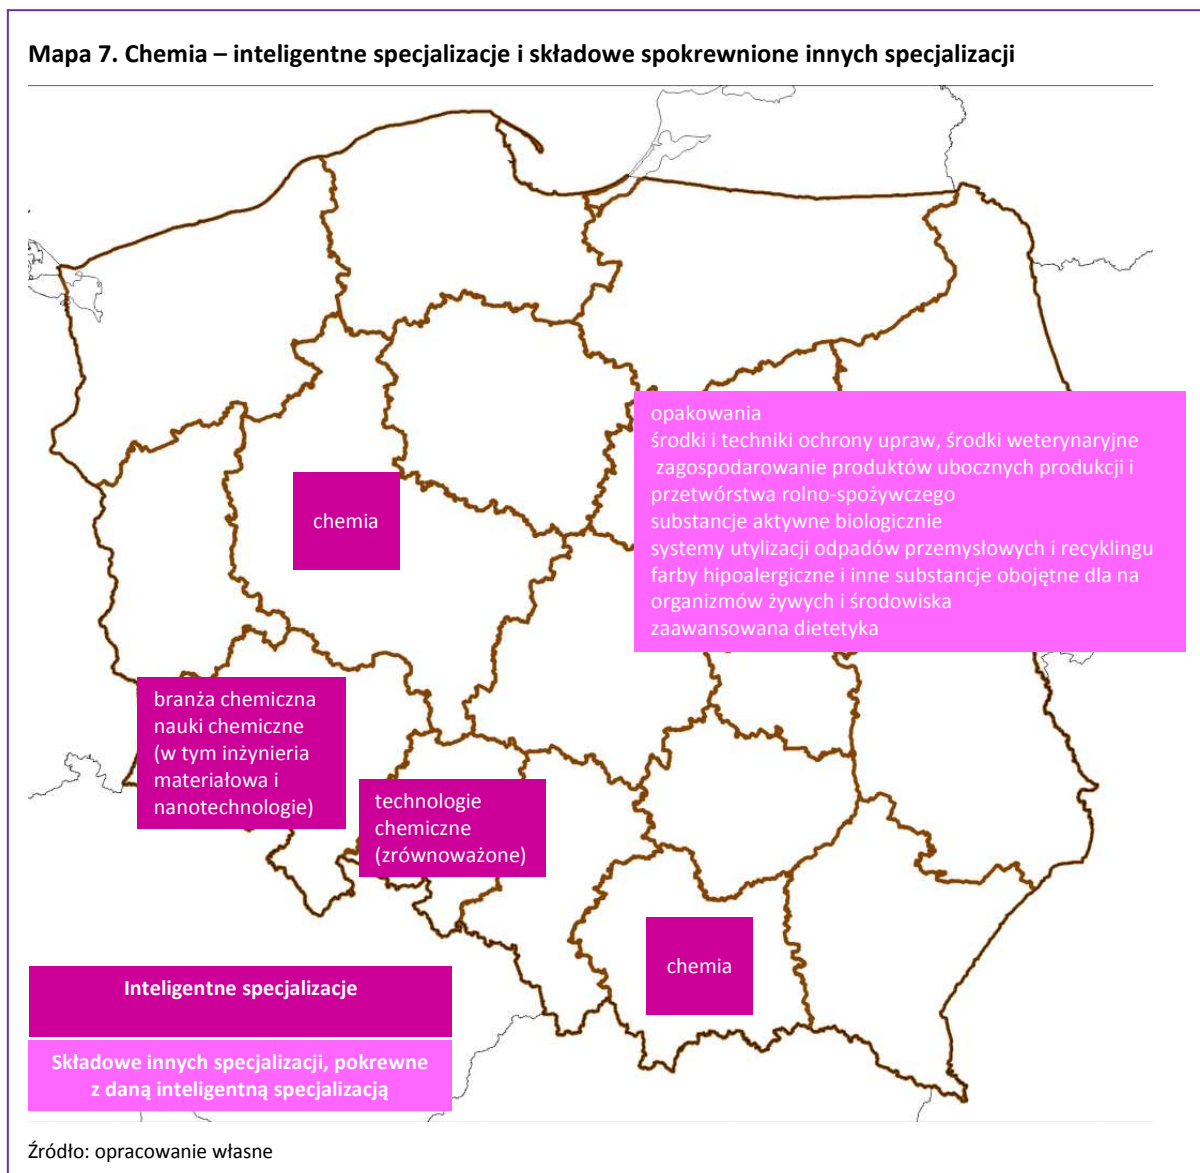 Mapa 7. Chemia – inteligentne specjalizacje i składowe spokrewnione innych specjalizacji
opakowania
środki i techniki ochrony upraw, środki weterynaryjne
zagospodarowanie produktów ubocznych produkcji i
przetwórstwa rolno-spożywczego
substancje aktywne biologicznie
systemy utylizacji odpadów przemysłowych i recyklingu
farby hipoalergiczne i inne substancje obojętne dla na
organizmów żywych i środowiska
zaawansowana dietetyka
chemia
branża chemiczna
nauki chemiczne
(w tym inżynieria
materiałowa i
nanotechnologie)
technologie
chemiczne
(zrównoważone)
chemia
Inteligentne specjalizacje
Składowe innych specjalizacji, pokrewne
z daną inteligentną specjalizacją
Źródło: opracowanie własne